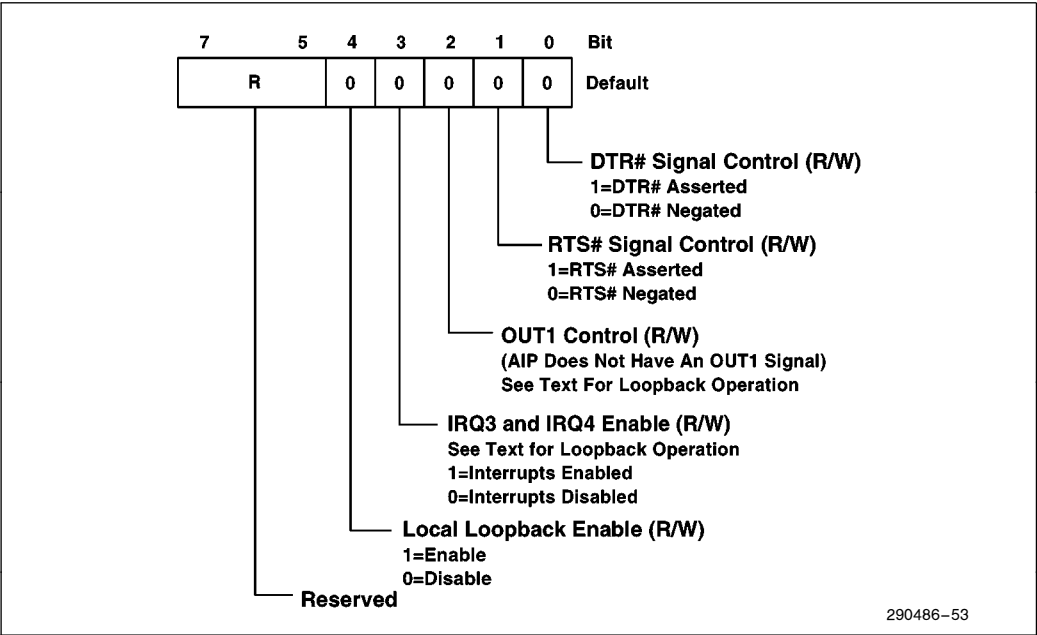 7 5 4 3 2 1 0 Bit
R 0 0 0 0 0 Default
DTR# Signal Control (R/W)
1=DTR# Asserted
0=DTR# Negated
RTS# Signal Control (R/W)
1=RTS# Asserted
0=RTS# Negated
OUT1 Control (R/W)
(AIP Does Not Have An OUT1 Signal)
See Text For Loopback Operation
IRQ3 and IRQ4 Enable (R/W)
See Text for Loopback Operation
1=Interrupts Enabled
0=Interrupts Disabled
Local Loopback Enable (R/W)
1=Enable
0=Disable
Reserved
290486–53